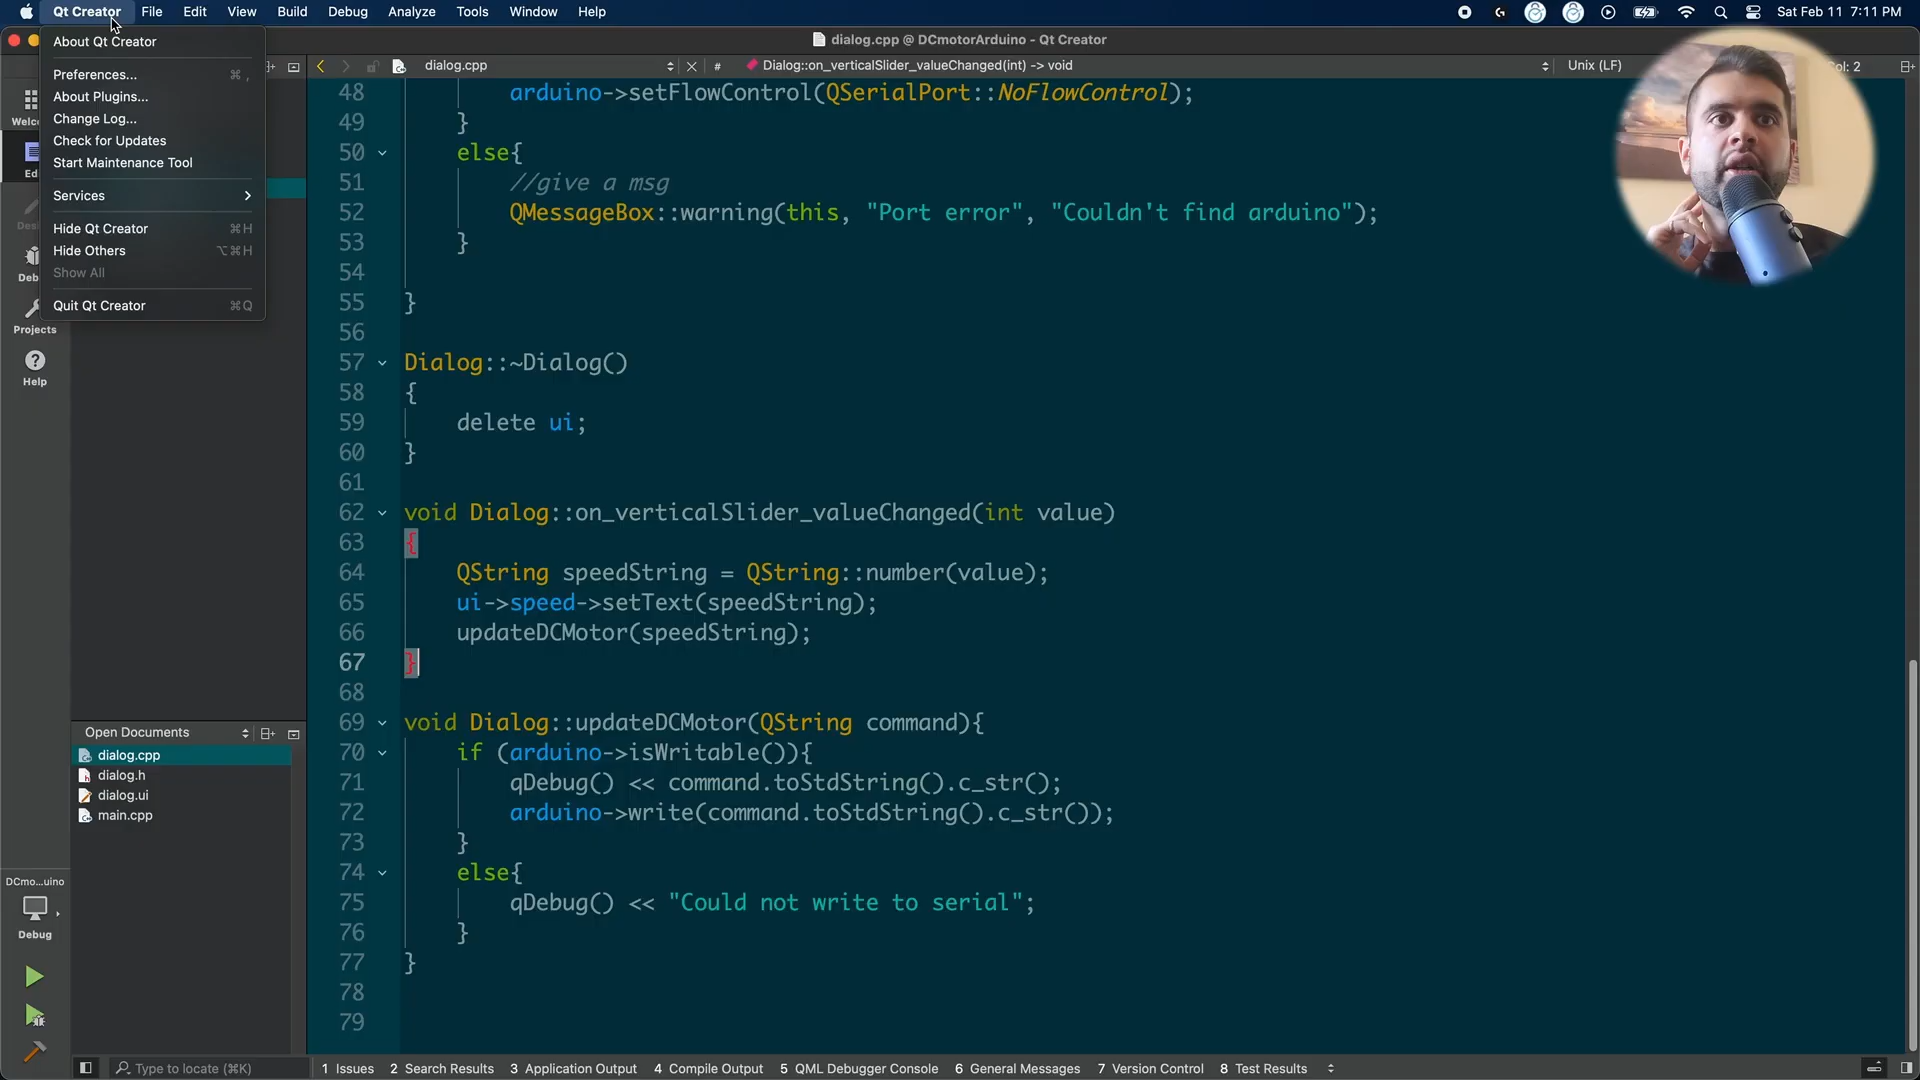 Qt Creator File Edit View Build Debug Analyze Tools Window Help Sat Feb 11 7:11 PM
About Qt Creator
Preferences... ⌘ ,
About Plugins...
Change Log...
Check for Updates
Start Maintenance Tool
Services
Hide Qt Creator ⌘H
Hide Others ⌥⌘H
Show All
Quit Qt Creator ⌘Q
Projects
Help
dialog.cpp @ DCmotorArduino - Qt Creator
dialog.cpp # Dialog::on_verticalSlider_valueChanged(int) -> void Unix (LF) Col: 2
48 arduino->setFlowControl(QSerialPort::NoFlowControl);
49 }
50 else{
51 //give a msg
52 QMessageBox::warning(this, "Port error", "Couldn't find arduino");
53 }
54
55 }
56
57 Dialog::~Dialog()
58 {
59 delete ui;
60 }
61
62 void Dialog::on_verticalSlider_valueChanged(int value)
63 {
64 QString speedString = QString::number(value);
65 ui->speed->setText(speedString);
66 updateDCMotor(speedString);
67 }
68
69 void Dialog::updateDCMotor(QString command){
70 if (arduino->isWritable()){
71 qDebug() << command.toStdString().c_str();
72 arduino->write(command.toStdString().c_str());
73 }
74 else{
75 qDebug() << "Could not write to serial";
76 }
77 }
78
79
Open Documents
dialog.cpp
dialog.h
dialog.ui
main.cpp
DCmo...uino
Debug
Type to locate (⌘K) 1 Issues 2 Search Results 3 Application Output 4 Compile Output 5 QML Debugger Console 6 General Messages 7 Version Control 8 Test Results